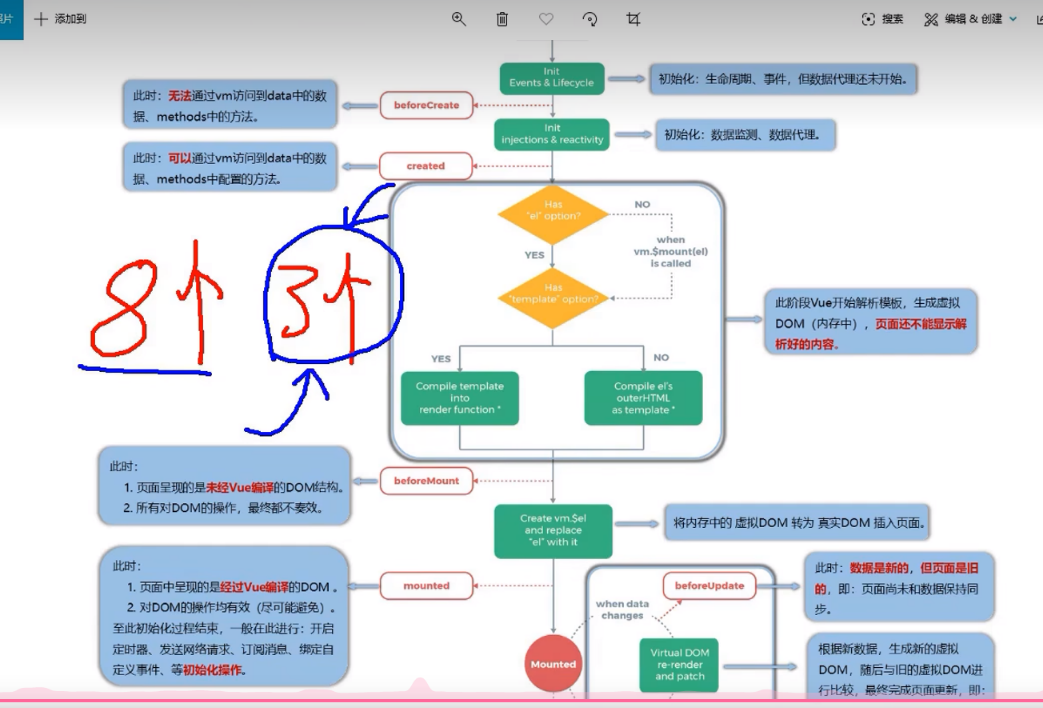 照片
添加到
搜索
编辑 & 创建
Init
Events & Lifecycle
初始化：生命周期、事件，但数据代理还未开始。
此时：无法通过vm访问到data中的数
据、methods中的方法。
beforeCreate
Init
injections & reactivity
初始化：数据监测、数据代理。
此时：可以通过vm访问到data中的数
据、methods中配置的方法。
created
Has
"el" option?
NO
when
vm.$mount(el)
is called
YES
Has
"template" option?
8↑
3↑
此阶段Vue开始解析模板，生成虚拟
DOM（内存中），页面还不能显示解
析好的内容。
YES
NO
Compile template
into
render function *
Compile el's
outerHTML
as template *
此时：
1. 页面呈现的是未经Vue编译的DOM结构。
2. 所有对DOM的操作，最终都不奏效。
beforeMount
Create vm.$el
and replace
"el" with it
将内存中的 虚拟DOM 转为 真实DOM 插入页面。
此时：
1. 页面中呈现的是经过Vue编译的DOM 。
2. 对DOM的操作均有效（尽可能避免）。
至此初始化过程结束，一般在此进行：开启
定时器、发送网络请求、订阅消息、绑定自
定义事件、等初始化操作。
mounted
Mounted
when data
changes
beforeUpdate
此时：数据是新的，但页面是旧
的，即：页面尚未和数据保持同
步。
Virtual DOM
re-render
and patch
根据新数据，生成新的虚拟
DOM，随后与旧的虚拟DOM进
行比较，最终完成页面更新，即：